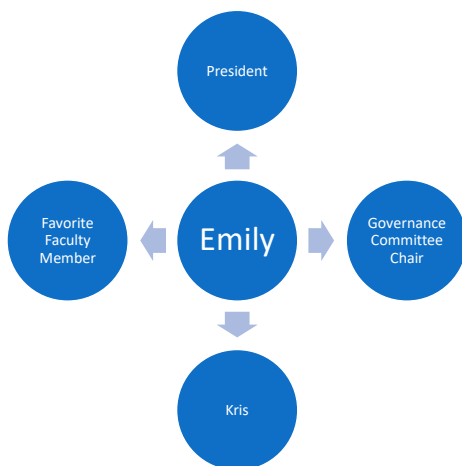 President
Favorite
Faculty
Member
Emily
Governance
Committee
Chair
Kris